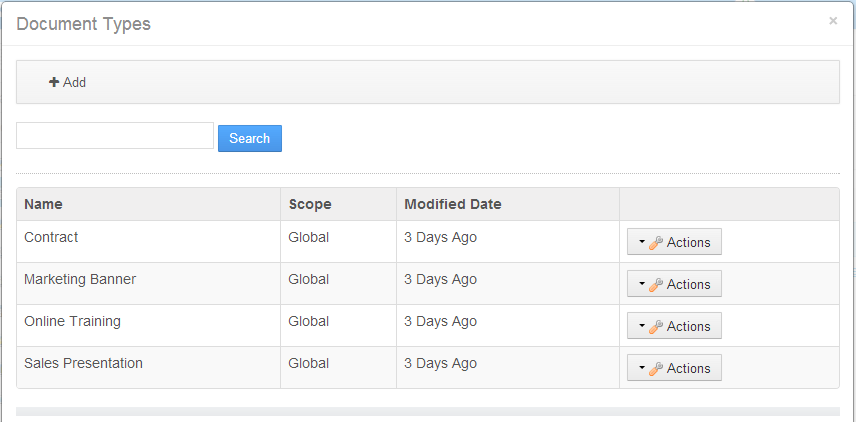 Document Types ×
Add
Search
Name Scope Modified Date
Contract Global 3 Days Ago Actions
Marketing Banner Global 3 Days Ago Actions
Online Training Global 3 Days Ago Actions
Sales Presentation Global 3 Days Ago Actions